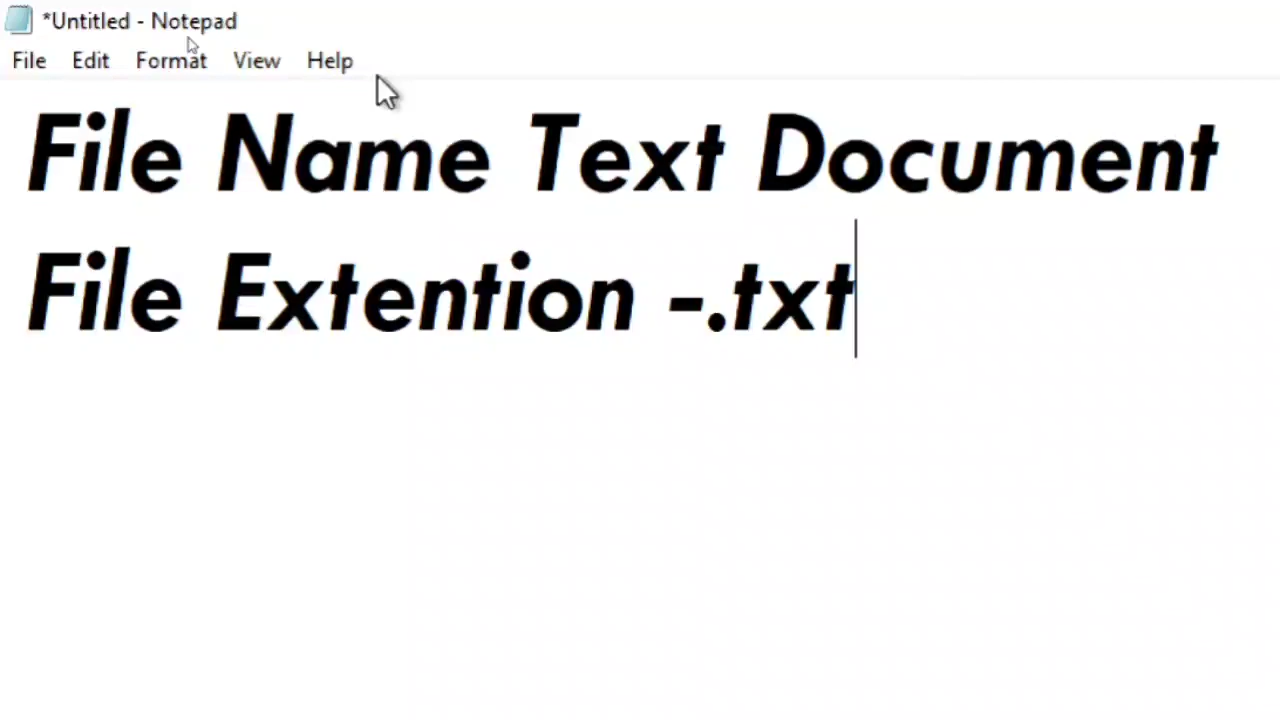 *Untitled - Notepad
File Edit Format View Help
File Name Text Document
File Extention -.txt